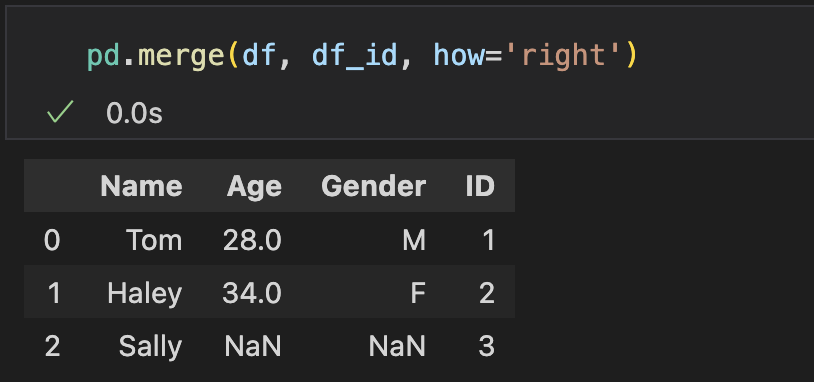 pd.merge(df, df_id, how='right')
✓ 0.0s
Name Age Gender ID
0 Tom 28.0 M 1
1 Haley 34.0 F 2
2 Sally NaN NaN 3